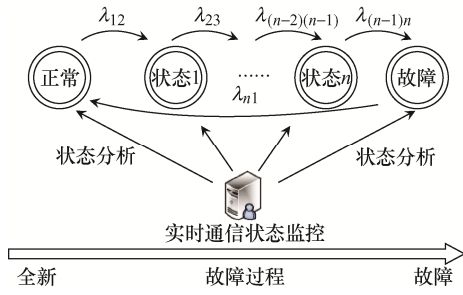 λ12 λ23 λ(n−2)(n−1) λ(n−1)n
正常 状态1 …… 状态n 故障
λn1
状态分析 状态分析
实时通信状态监控
全新 故障过程 故障